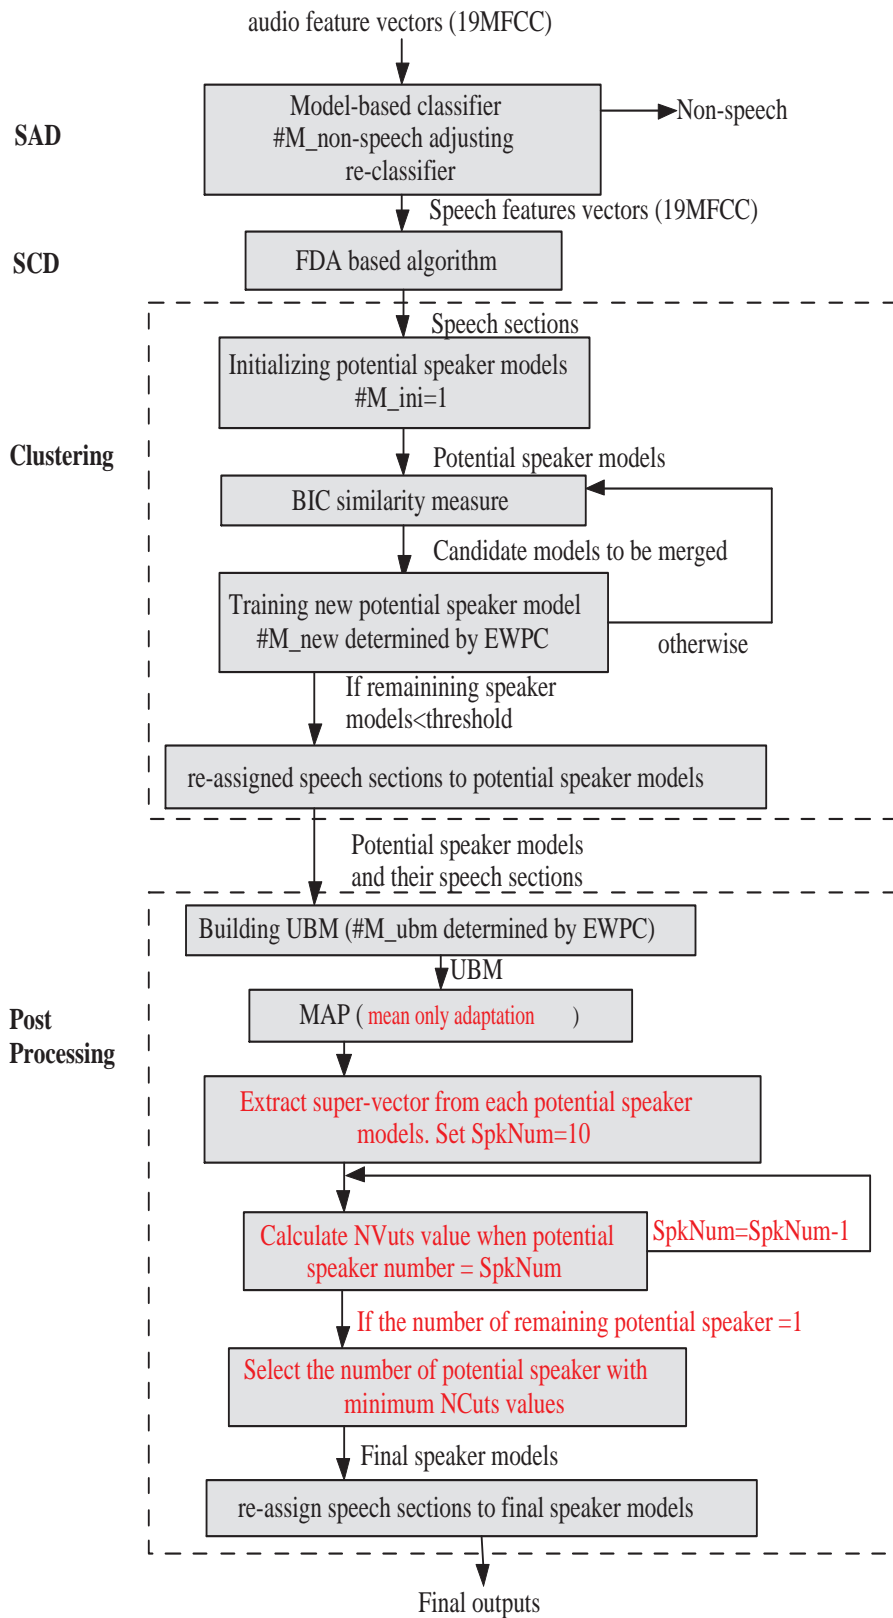 audio feature vectors (19MFCC)
SAD
Model-based classifier
#M_non-speech adjusting
re-classifier
Non-speech
Speech features vectors (19MFCC)
SCD
FDA based algorithm
Speech sections
Initializing potential speaker models
#M_ini=1
Clustering
Potential speaker models
BIC similarity measure
Candidate models to be merged
Training new potential speaker model
#M_new determined by EWPC
otherwise
If remainining speaker
models<threshold
re-assigned speech sections to potential speaker models
Potential speaker models
and their speech sections
Building UBM (#M_ubm determined by EWPC)
UBM
Post
Processing
MAP ( mean only adaptation )
Extract super-vector from each potential speaker
models. Set SpkNum=10
Calculate NVuts value when potential
speaker number = SpkNum
SpkNum=SpkNum-1
If the number of remaining potential speaker =1
Select the number of potential speaker with
minimum NCuts values
Final speaker models
re-assign speech sections to final speaker models
Final outputs